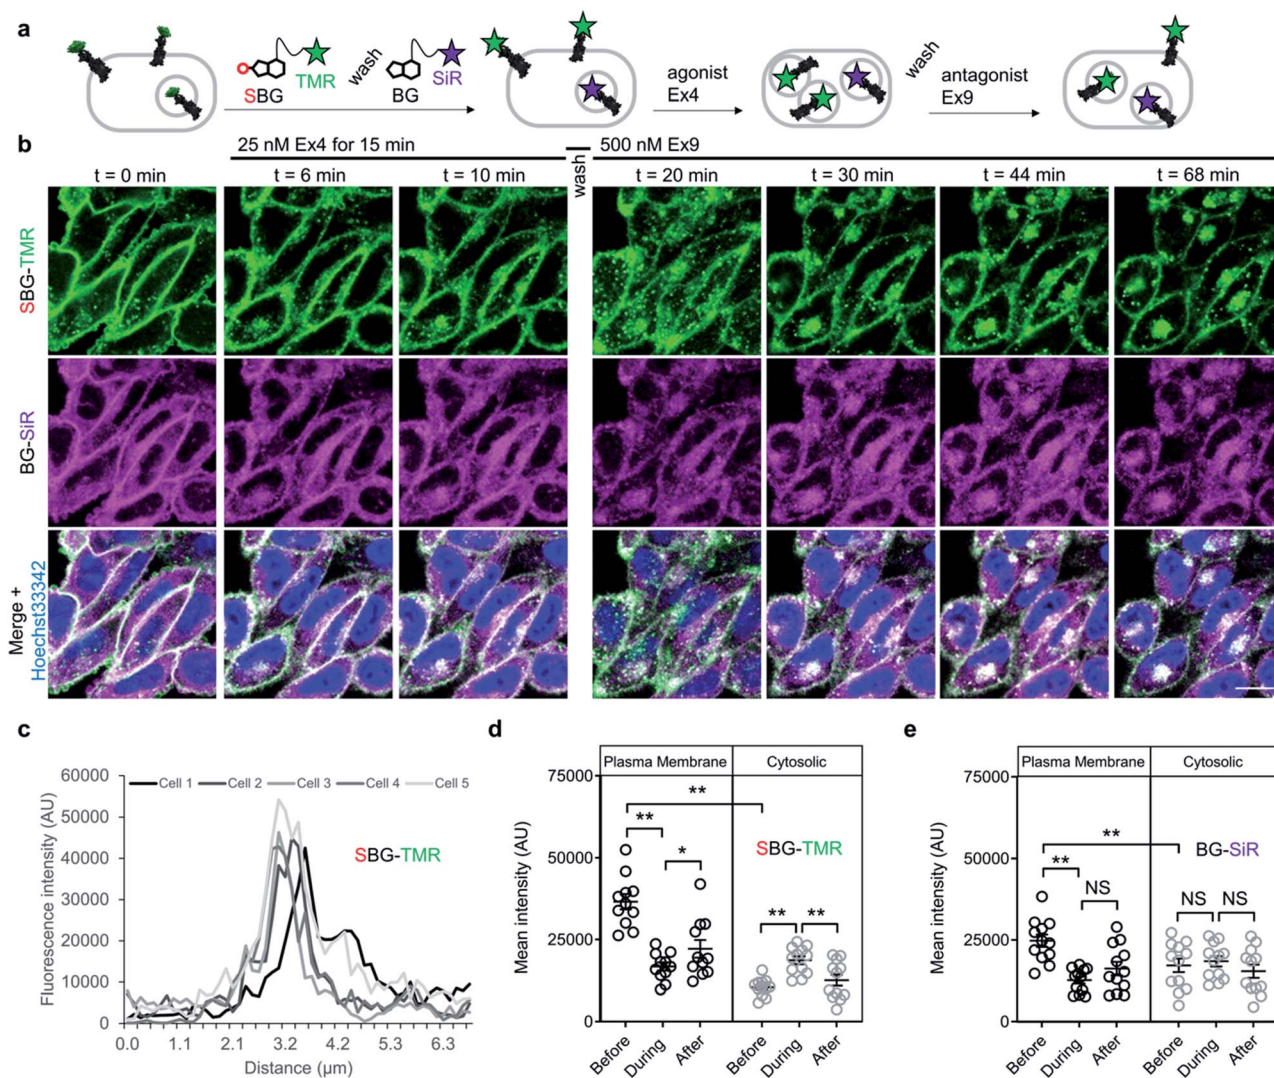 a
SBG
TMR
wash
BG
SiR
agonist
Ex4
wash
antagonist
Ex9
b
25 nM Ex4 for 15 min
wash
500 nM Ex9
t = 0 min
t = 6 min
t = 10 min
t = 20 min
t = 30 min
t = 44 min
t = 68 min
SBG-TMR
BG-SiR
Merge +
Hoechst33342
c
Fluorescence intensity (AU)
60000
50000
40000
30000
20000
10000
0
Cell 1
Cell 2
Cell 3
Cell 4
Cell 5
SBG-TMR
0.0 1.1 2.1 3.2 4.2 5.3 6.3
Distance (µm)
d
Mean intensity (AU)
75000
50000
25000
0
Plasma Membrane
Cytosolic
**
**
*
SBG-TMR
**
**
Before
During
After
Before
During
After
e
Mean intensity (AU)
75000
50000
25000
0
Plasma Membrane
Cytosolic
**
**
NS
BG-SiR
NS
NS
Before
During
After
Before
During
After